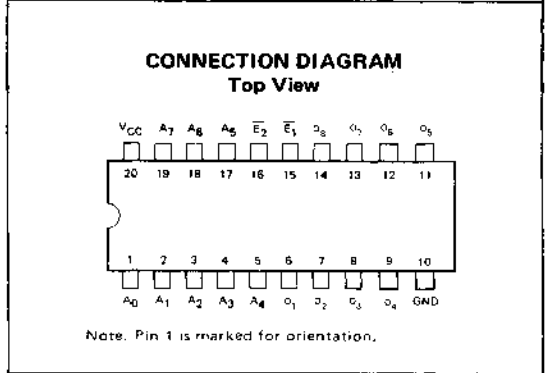 CONNECTION DIAGRAM
Top View
VCC A7 A6 A5 E̅2 E̅1 O8 O7 O6 O5
20 19 18 17 16 15 14 13 12 11
1 2 3 4 5 6 7 8 9 10
A0 A1 A2 A3 A4 O1 O2 O3 O4 GND
Note. Pin 1 is marked for orientation.